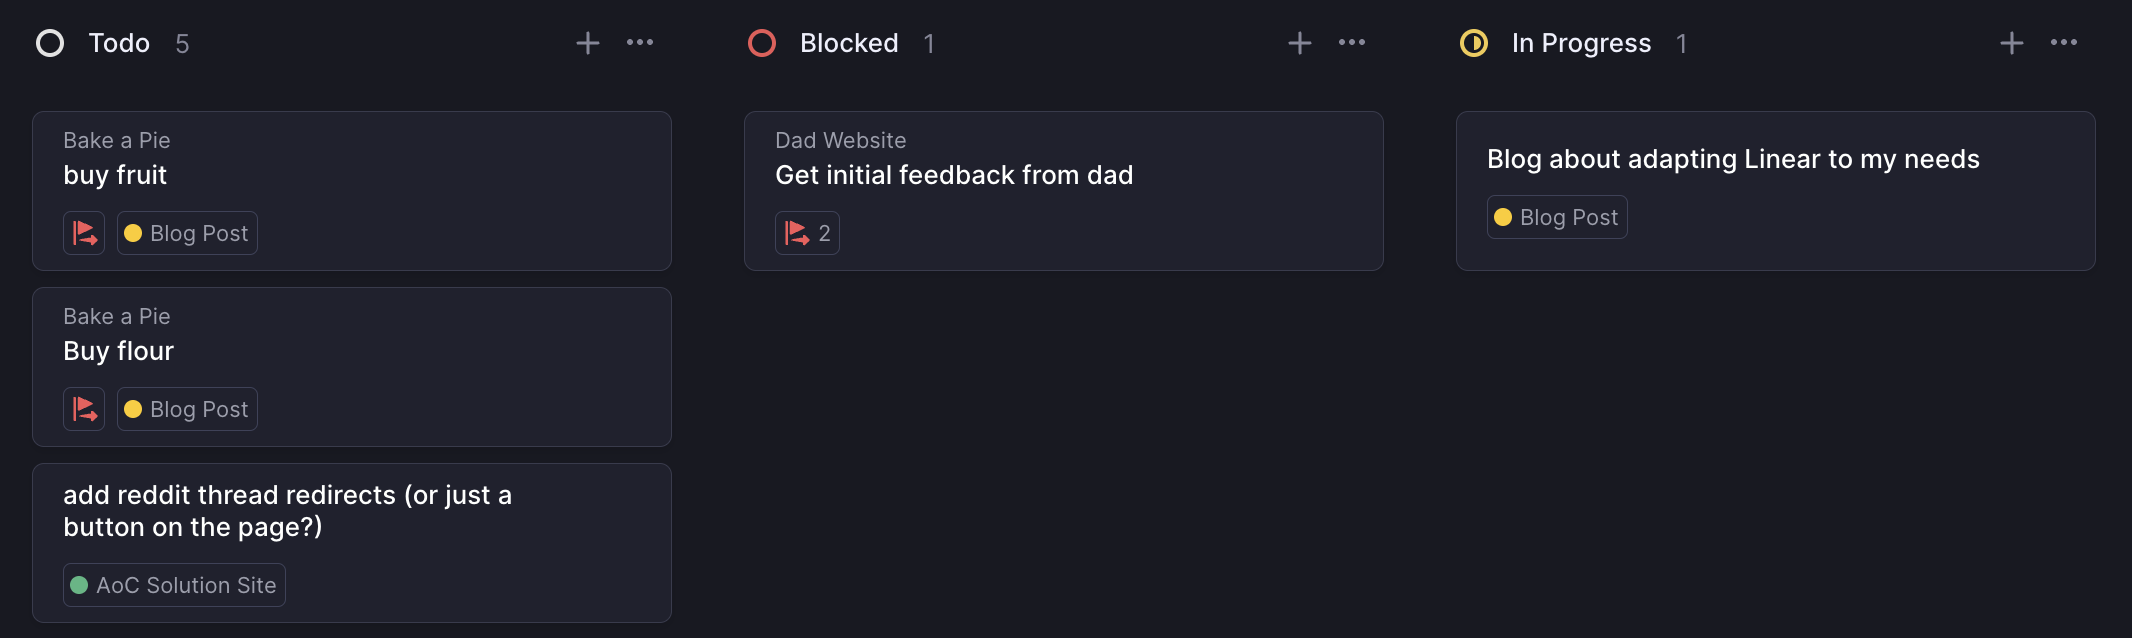 Todo 5
Bake a Pie
buy fruit
Blog Post
Bake a Pie
Buy flour
Blog Post
add reddit thread redirects (or just a
button on the page?)
AoC Solution Site
Blocked 1
Dad Website
Get initial feedback from dad
2
In Progress 1
Blog about adapting Linear to my needs
Blog Post